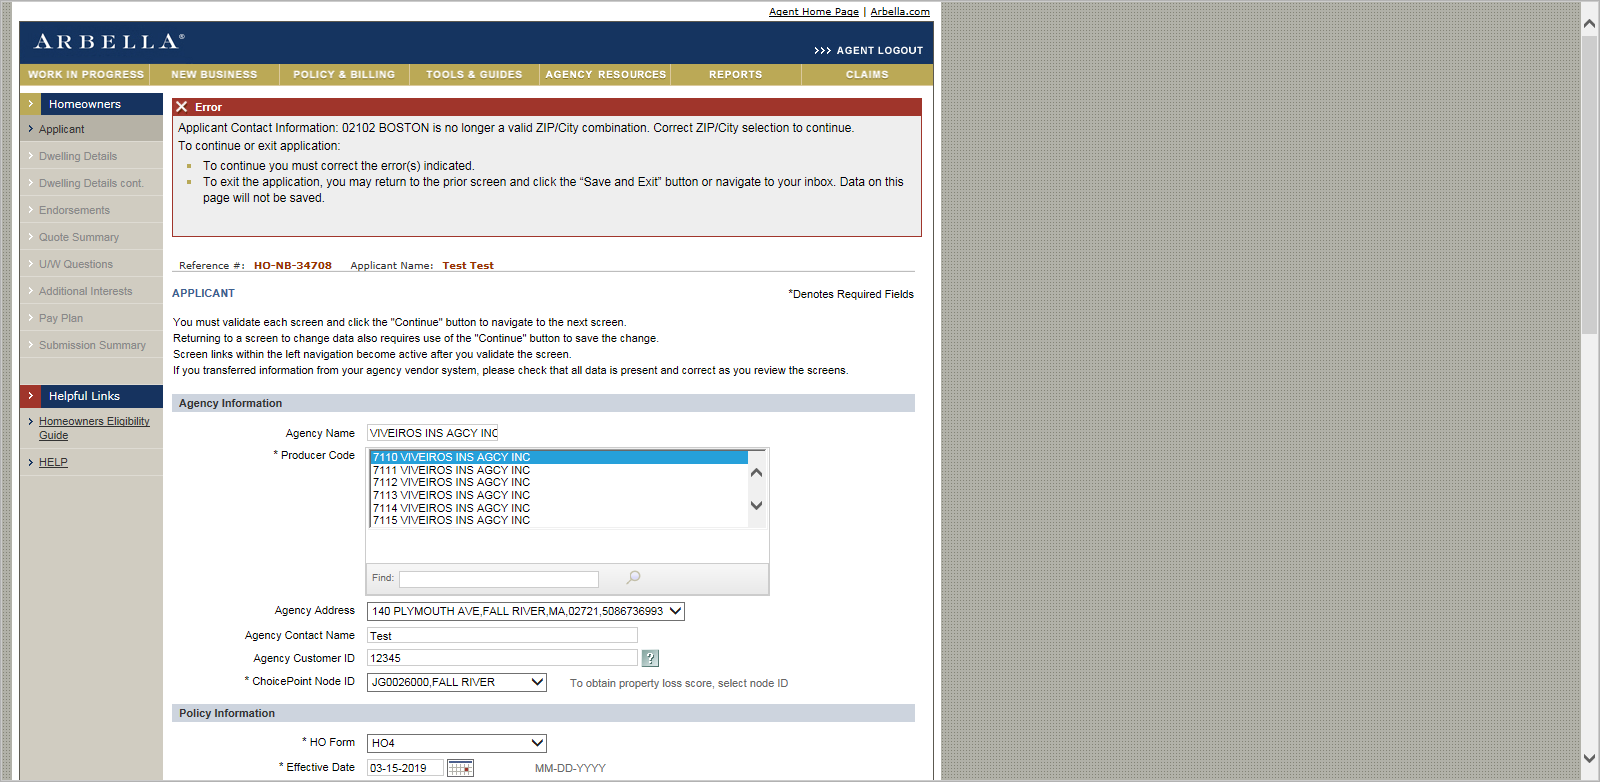 Agent Home Page | Arbella.com
ARBELLA®
>>> AGENT LOGOUT
WORK IN PROGRESS NEW BUSINESS POLICY & BILLING TOOLS & GUIDES AGENCY RESOURCES REPORTS CLAIMS
Homeowners
Applicant
Dwelling Details
Dwelling Details cont.
Endorsements
Quote Summary
U/W Questions
Additional Interests
Pay Plan
Submission Summary
Helpful Links
Homeowners Eligibility
Guide
HELP
Error
Applicant Contact Information: 02102 BOSTON is no longer a valid ZIP/City combination. Correct ZIP/City selection to continue.
To continue or exit application:
To continue you must correct the error(s) indicated.
To exit the application, you may return to the prior screen and click the “Save and Exit” button or navigate to your inbox. Data on this
page will not be saved.
Reference #: HO-NB-34708 Applicant Name: Test Test
APPLICANT
*Denotes Required Fields
You must validate each screen and click the "Continue" button to navigate to the next screen.
Returning to a screen to change data also requires use of the "Continue" button to save the change.
Screen links within the left navigation become active after you validate the screen.
If you transferred information from your agency vendor system, please check that all data is present and correct as you review the screens.
Agency Information
Agency Name VIVEIROS INS AGCY INC
* Producer Code
7110 VIVEIROS INS AGCY INC
7111 VIVEIROS INS AGCY INC
7112 VIVEIROS INS AGCY INC
7113 VIVEIROS INS AGCY INC
7114 VIVEIROS INS AGCY INC
7115 VIVEIROS INS AGCY INC
Find:
Agency Address 140 PLYMOUTH AVE,FALL RIVER,MA,02721,5086736993
Agency Contact Name Test
Agency Customer ID 12345 ?
* ChoicePoint Node ID JG0026000,FALL RIVER To obtain property loss score, select node ID
Policy Information
* HO Form HO4
* Effective Date 03-15-2019 MM-DD-YYYY